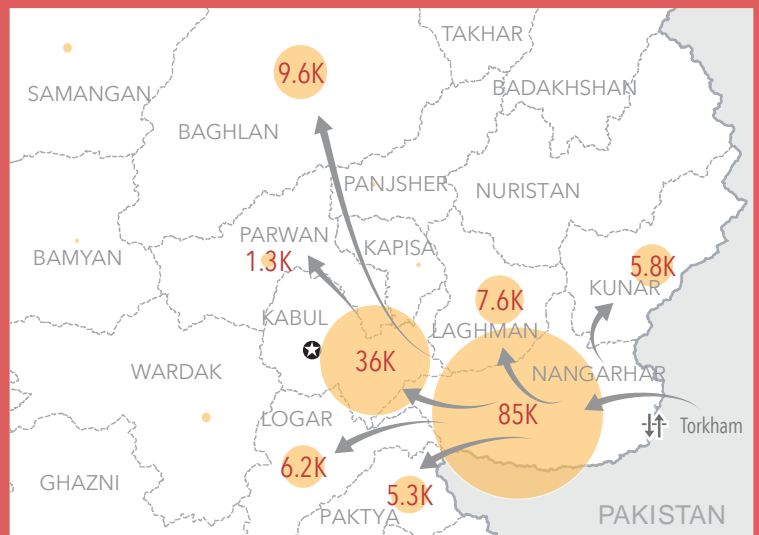 TAKHAR
9.6K
SAMANGAN
BADAKHSHAN
BAGHLAN
PANJSHER
NURISTAN
PARWAN
KAPISA
BAMYAN
1.3K
5.8K
KUNAR
7.6K
KABUL
LAGHMAN
36K
WARDAK
NANGARHAR
85K
LOGAR
Torkham
6.2K
GHAZNI
5.3K
PAKTYA
PAKISTAN